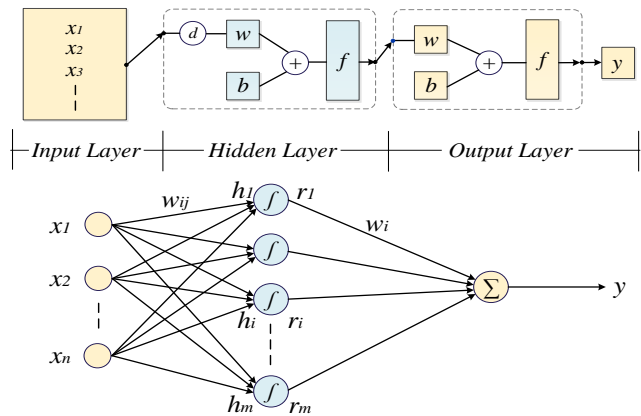 x1
x2
x3
d w + b f
w + b f y
Input Layer Hidden Layer Output Layer
x1 x2 xn
wij
h1 ∫ r1
∫
hi ∫ ri
hm ∫ rm
wi
Σ y